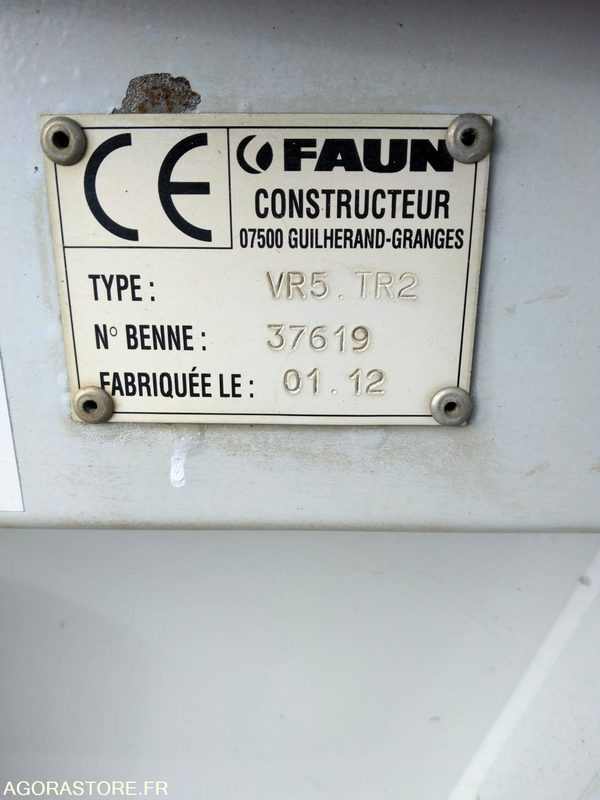 CE
FAUN
CONSTRUCTEUR
07500 GUILHERAND-GRANGES
TYPE : VR5.TR2
N° BENNE : 37619
FABRIQUÉE LE : 01.12
AGORASTORE.FR